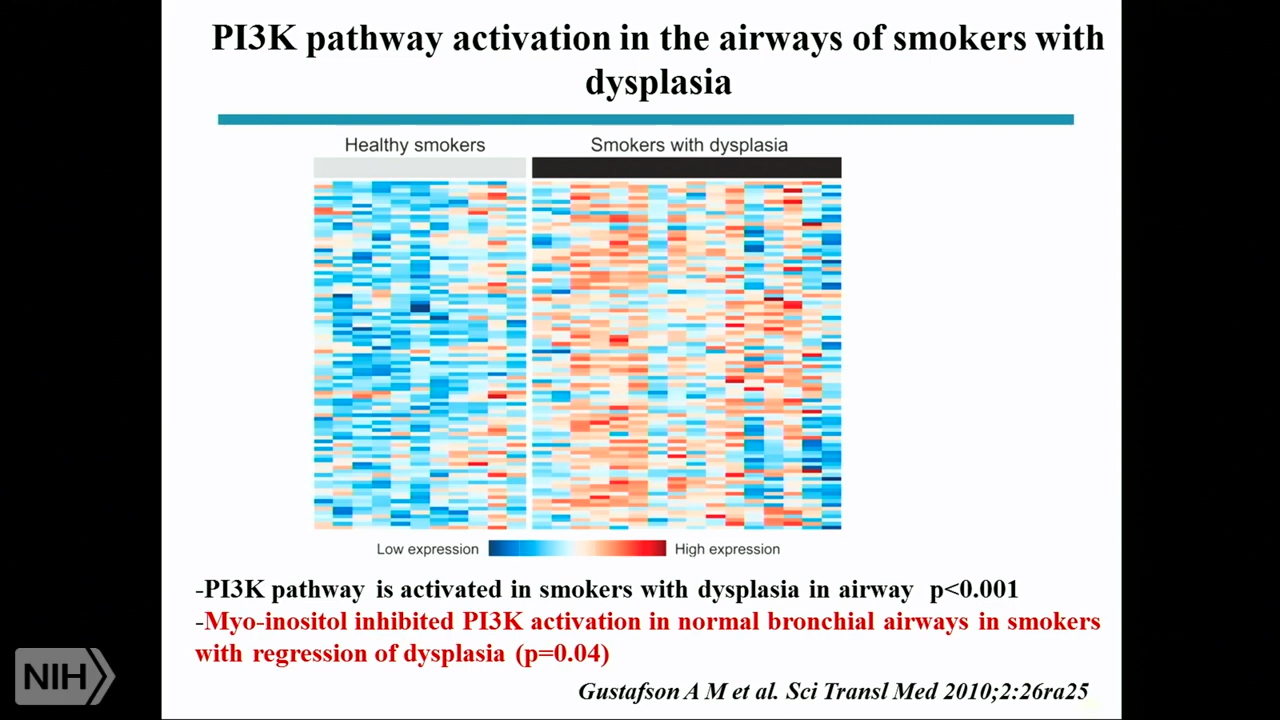 PI3K pathway activation in the airways of smokers with
dysplasia
Healthy smokers
Smokers with dysplasia
Low expression
High expression
-PI3K pathway is activated in smokers with dysplasia in airway p<0.001
-Myo-inositol inhibited PI3K activation in normal bronchial airways in smokers
with regression of dysplasia (p=0.04)
Gustafson A M et al. Sci Transl Med 2010;2:26ra25
NIH